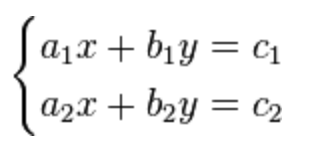 a₁x + b₁y = c₁
a₂x + b₂y = c₂